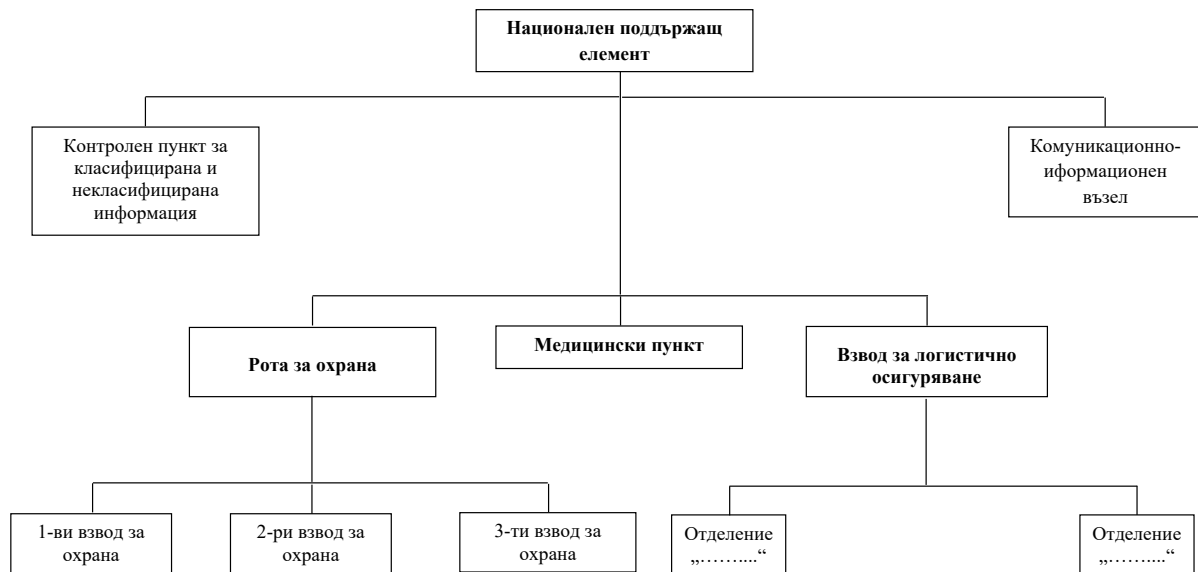 Национален поддържащ
елемент
Контролен пункт за
класифицирана и
некласифицирана
информация
Комуникационно-
иформационен
възел
Рота за охрана
Медицински пункт
Взвод за логистично
осигуряване
1-ви взвод за
охрана
2-ри взвод за
охрана
3-ти взвод за
охрана
Отделение
„……...“
Отделение
„……...“